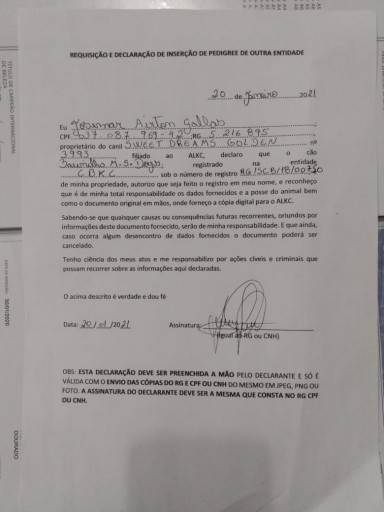 REQUISIÇÃO E DECLARAÇÃO DE INSERÇÃO DE PEDIGREE DE OUTRA ENTIDADE
20 de Janeiro 2021
Eu Josimar Airton Gallas
CPF 637.087.969-42 RG 5 216 895
proprietário do canil SWEET DREAMS GOLDEN nº
3993 filiado ao ALKC, declaro que o cão
M.S. Dogs registrado na entidade
CBKC sob o número de registro RG/SCB/18/00750
de minha propriedade, autorizo que seja feito o registro em meu nome, e reconheço
que é de minha total responsabilidade os dados fornecidos e a posse do animal bem
como o documento original em mãos, onde forneço a cópia digital para o ALKC.
Sabendo-se que quaisquer causas ou consequências futuras recorrentes, oriundos por
informações deste documento fornecido, serão de minha responsabilidade. E que ainda,
caso ocorra algum desencontro de dados fornecidos o documento poderá ser
cancelado.
Tenho ciência dos meus atos e me responsabilizo por ações cíveis e criminais que
possam recorrer sobre as informações aqui declaradas.
O acima descrito é verdade e dou fé
Data: 20/01/2021 Assinatura:
(Igual ao RG ou CNH)
OBS: ESTA DECLARAÇÃO DEVE SER PREENCHIDA A MÃO PELO DECLARANTE E SÓ É
VÁLIDA COM O ENVIO DAS CÓPIAS DO RG E CPF OU CNH DO MESMO EM JPEG, PNG OU
FOTO. A ASSINATURA DO DECLARANTE DEVE SER A MESMA QUE CONSTA NO RG CPF
OU CNH.
DOURADO